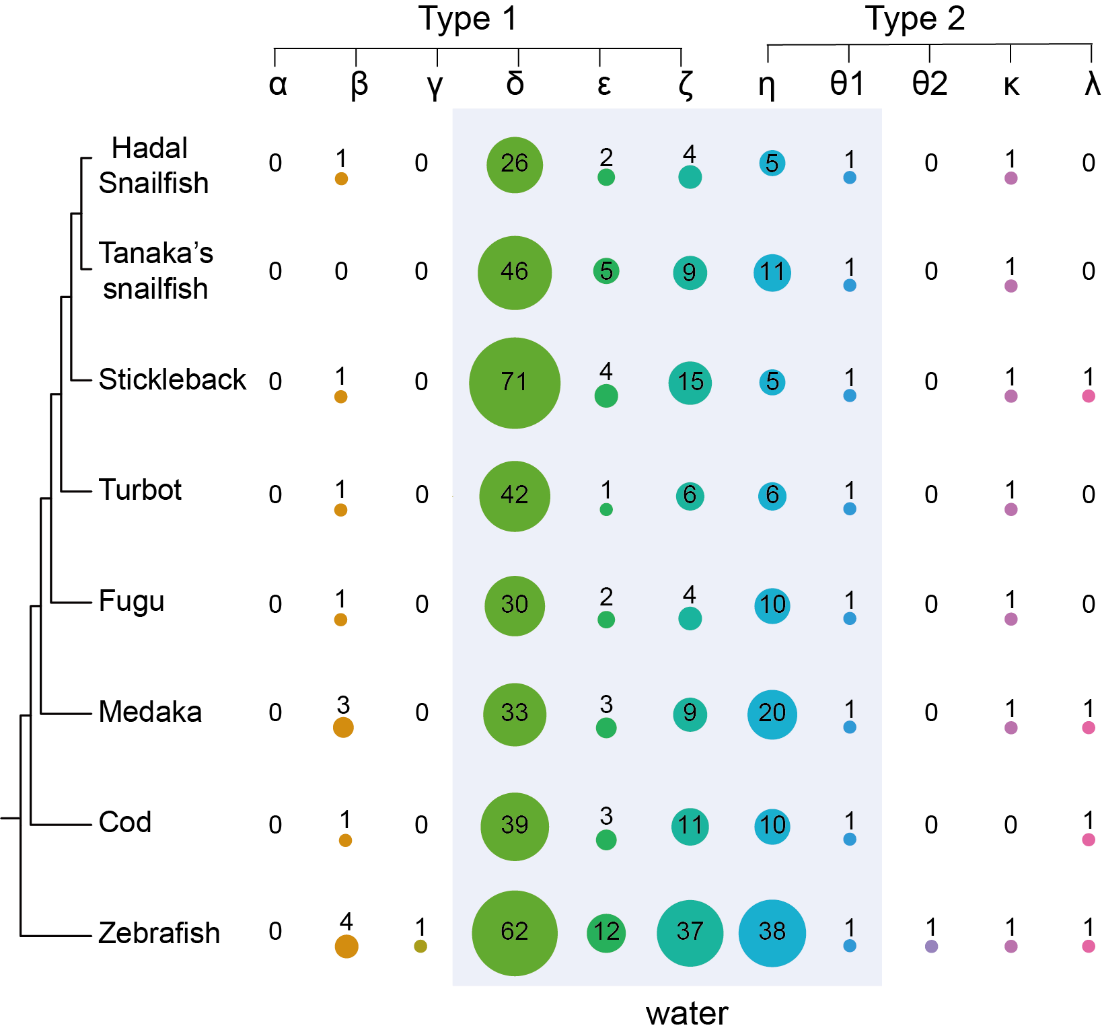 Type 1 Type 2
α β γ δ ε ζ η θ1 θ2 κ λ
Hadal
Snailfish 0 1 0 26 2 4 5 1 0 1 0
Tanaka's
snailfish 0 0 0 46 5 9 11 1 0 1 0
Stickleback 0 1 0 71 4 15 5 1 0 1 1
Turbot 0 1 0 42 1 6 6 1 0 1 0
Fugu 0 1 0 30 2 4 10 1 0 1 0
Medaka 0 3 0 33 3 9 20 1 0 1 1
Cod 0 1 0 39 3 11 10 1 0 0 1
Zebrafish 0 4 1 62 12 37 38 1 1 1 1
water